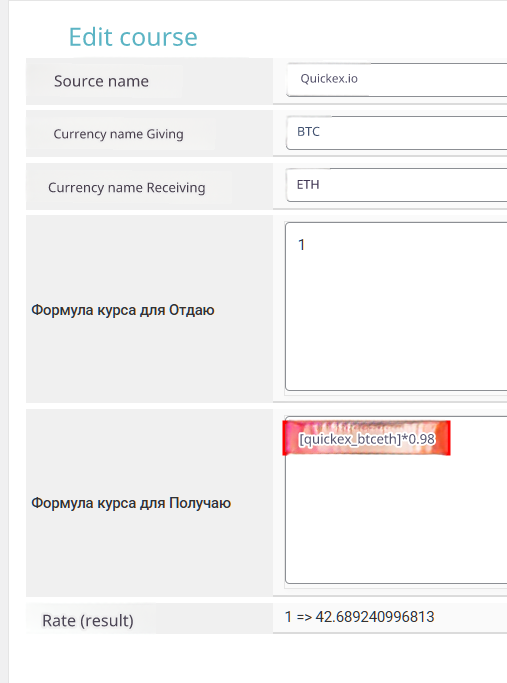 Edit course
Source name
Quickex.io
Currency name Giving
BTC
Currency name Receiving
ETH
Формула курса для Отдаю
1
Формула курса для Получаю
[quickex_btceth]*0.98
Rate (result)
1 => 42.689240996813